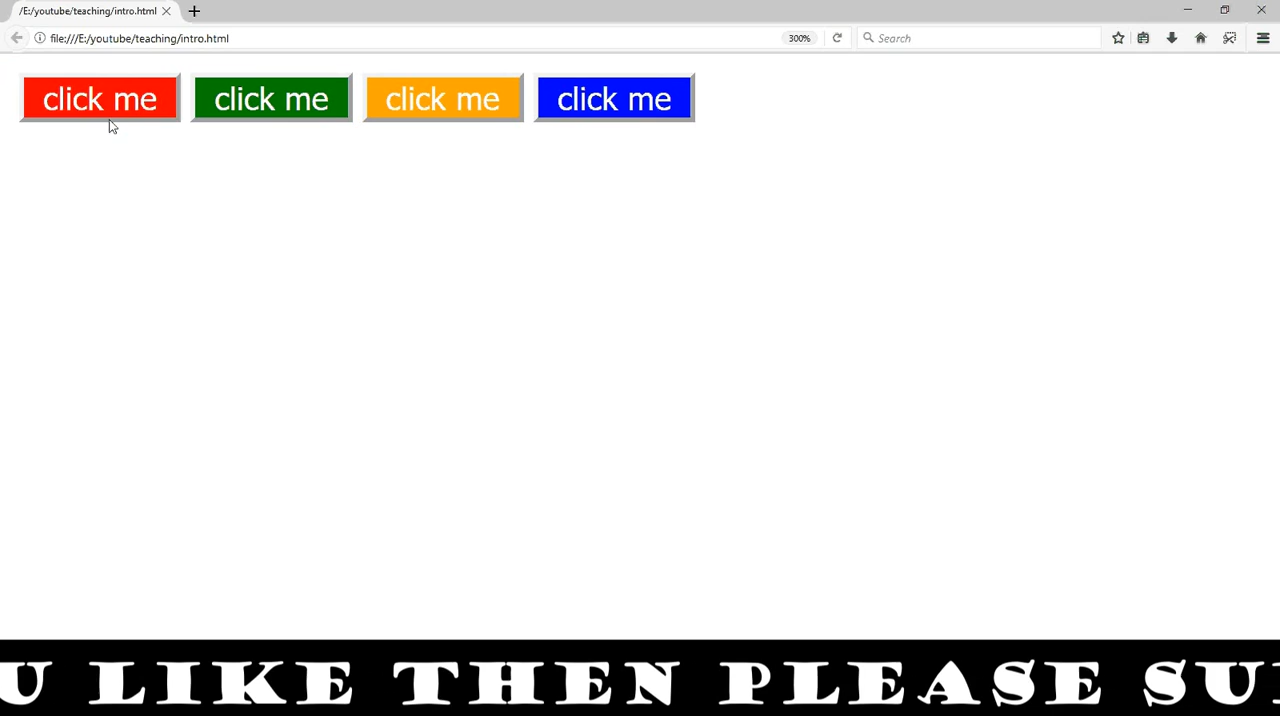 /E:/youtube/teaching/intro.html
file:///E:/youtube/teaching/intro.html 300% Search
click me click me click me click me
U LIKE THEN PLEASE SU